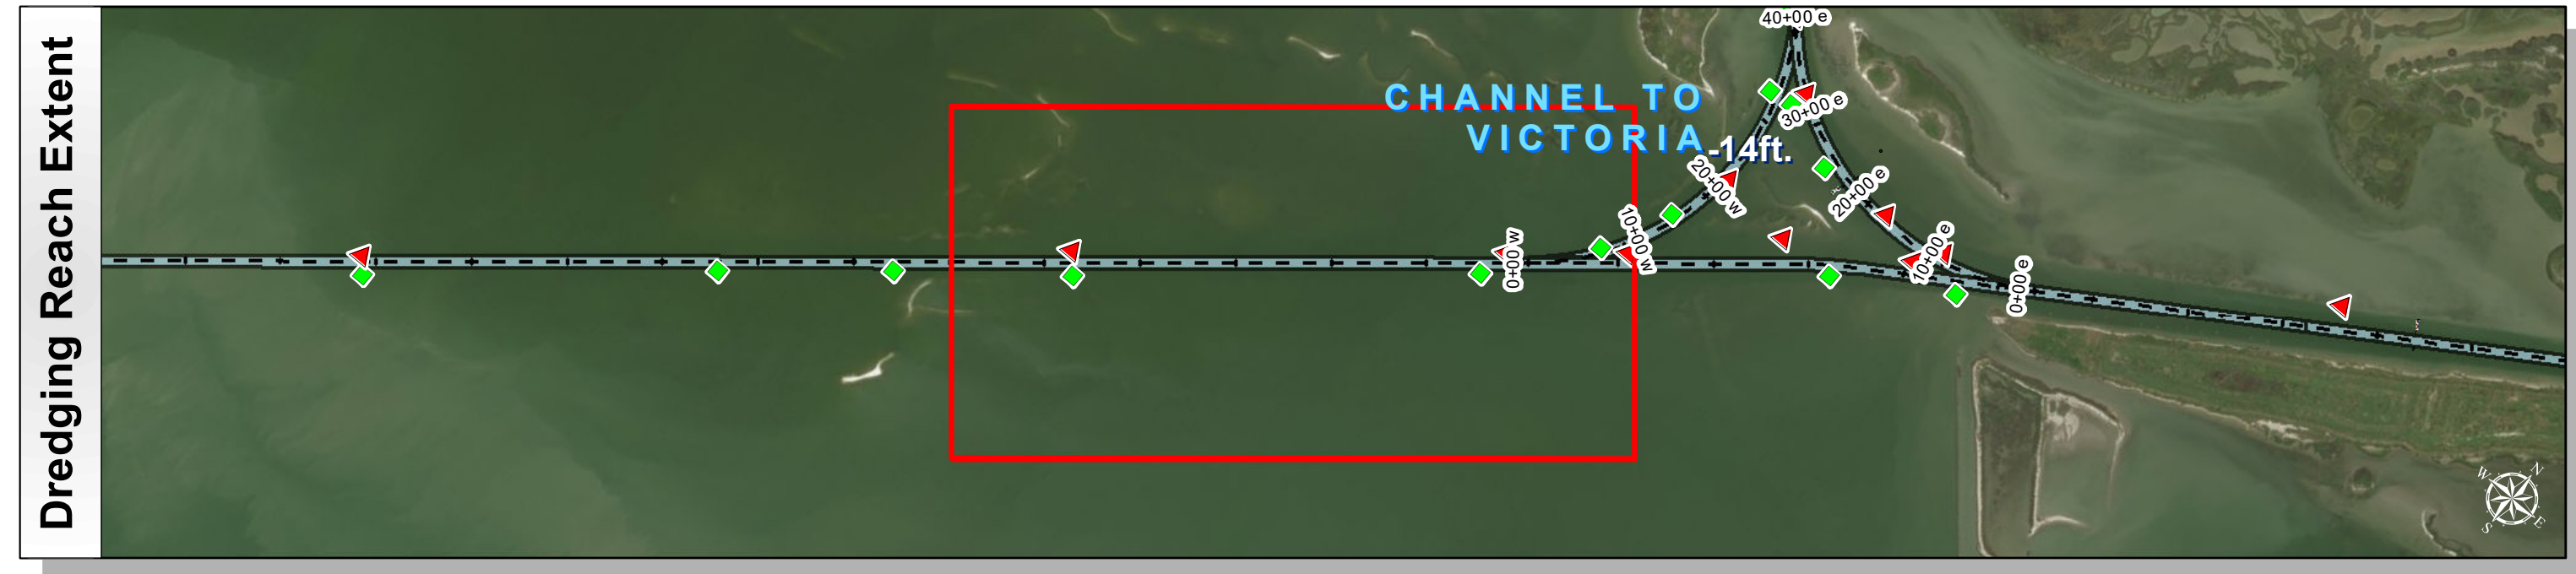 Dredging Reach Extent
40+00 e
CHANNEL TO
VICTORIA
-14ft.
30+00 e
20+00 w
20+00 e
10+00 w
10+00 e
0+00 w
0+00 e
N
W
S
E